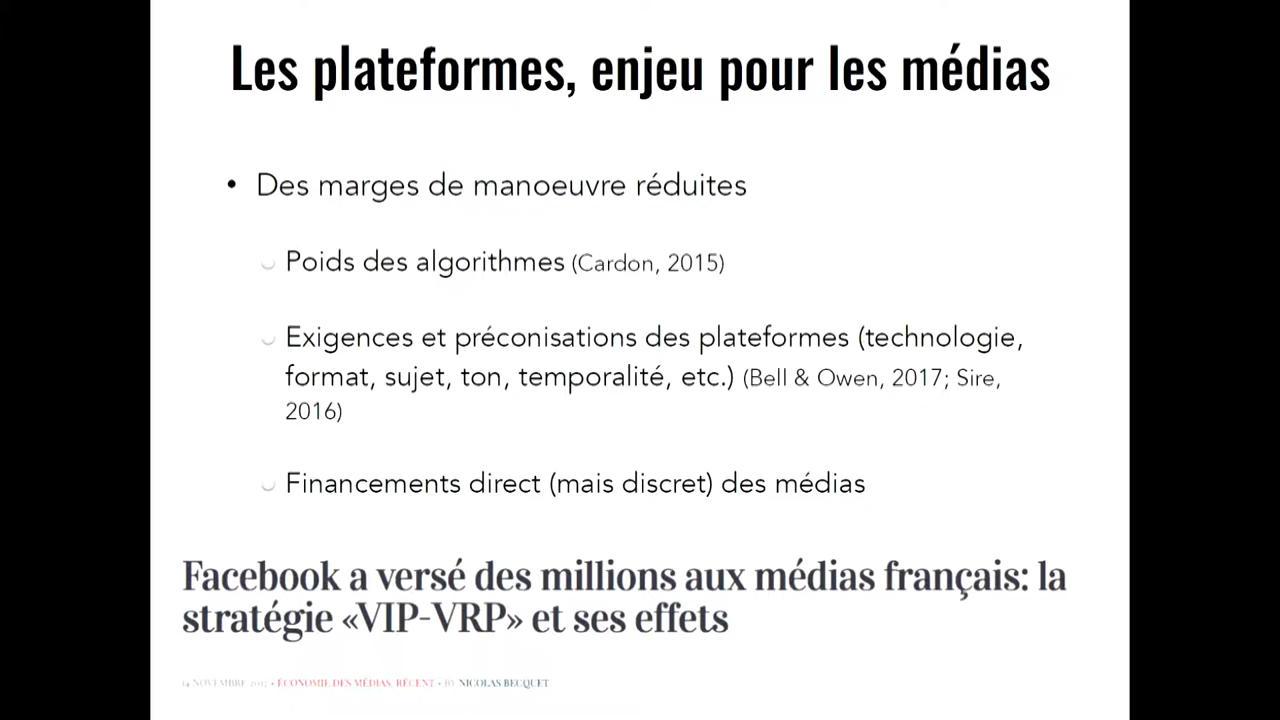 Les plateformes, enjeu pour les médias
• Des marges de manoeuvre réduites
Poids des algorithmes (Cardon, 2015)
Exigences et préconisations des plateformes (technologie,
format, sujet, ton, temporalité, etc.) (Bell & Owen, 2017; Sire,
2016)
Financements direct (mais discret) des médias
Facebook a versé des millions aux médias français: la
stratégie «VIP-VRP» et ses effets
14 NOVEMBRE 2017 • ÉCONOMIE DES MÉDIAS, RÉCENT • BY NICOLAS BECQUET